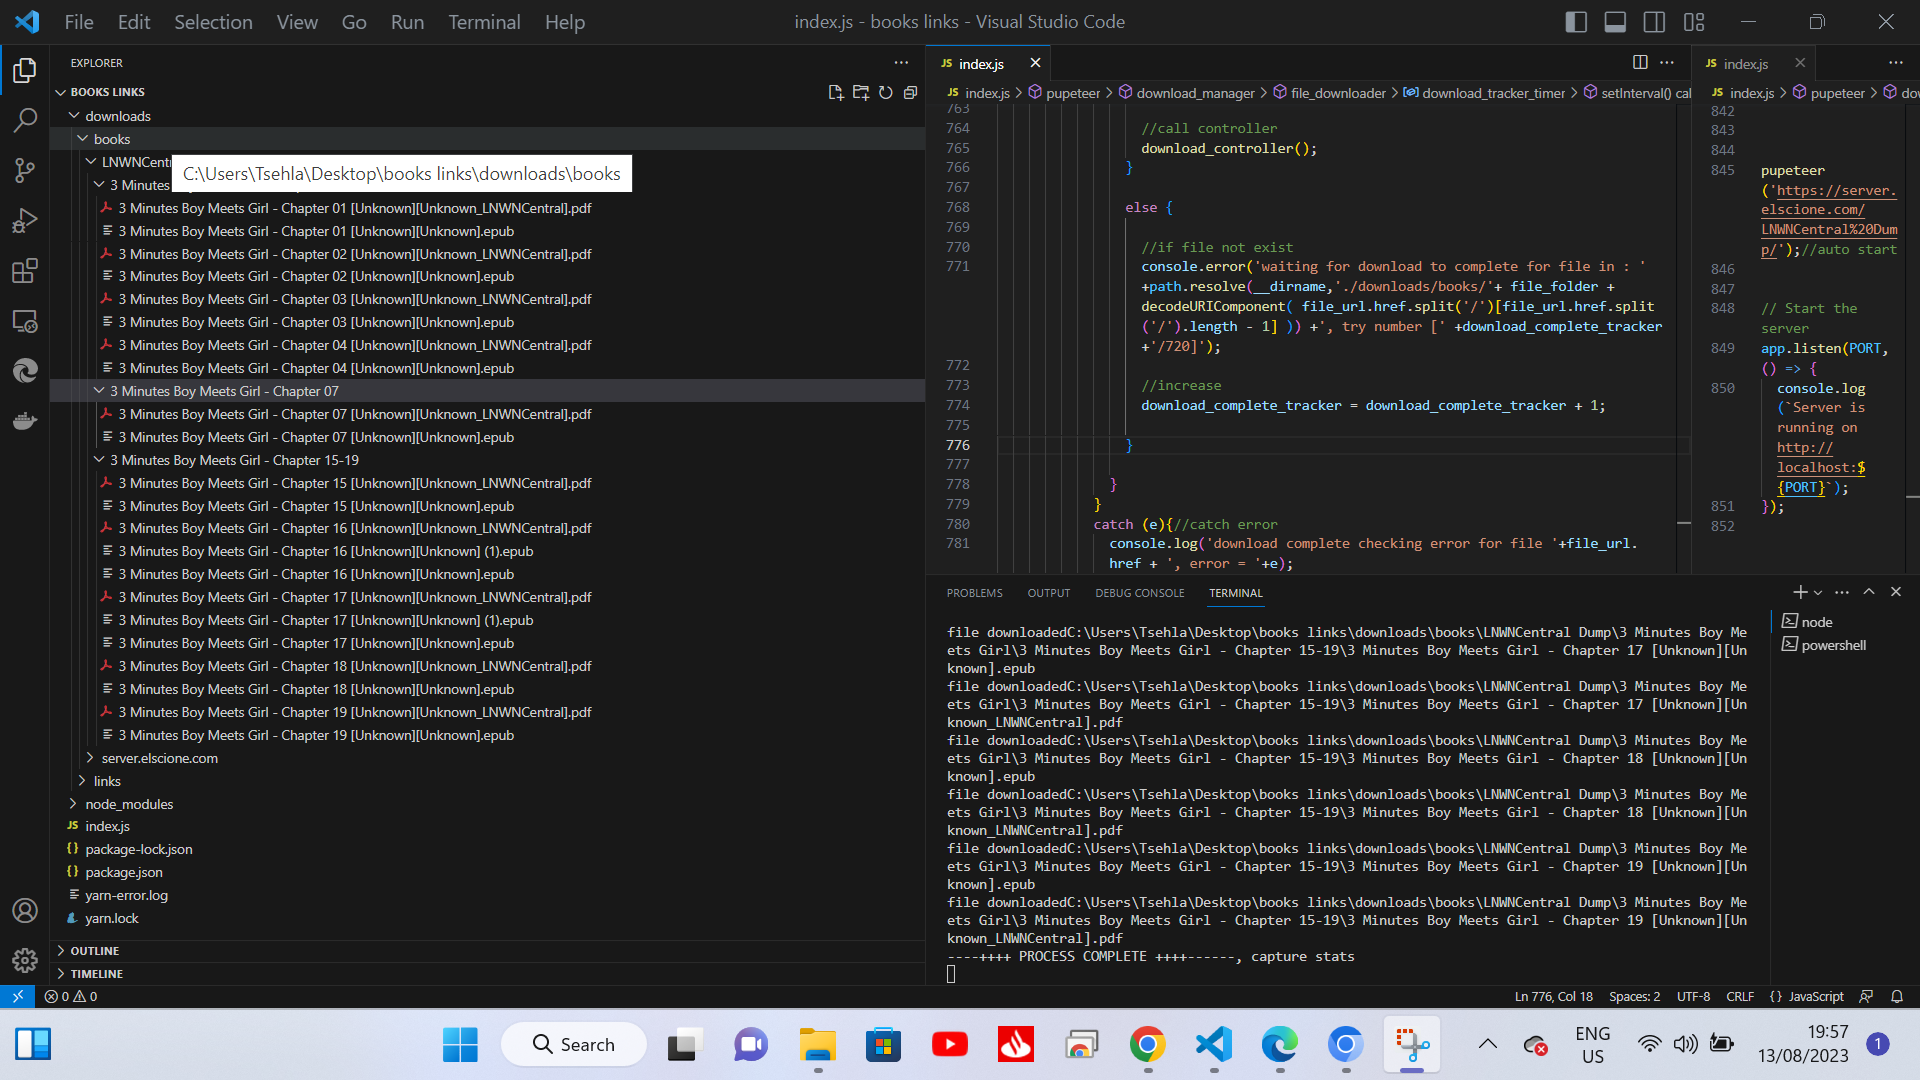 File Edit Selection View Go Run Terminal Help
index.js - books links - Visual Studio Code
EXPLORER
BOOKS LINKS
downloads
books
LNWNCentr
C:\Users\Tsehla\Desktop\books links\downloads\books
3 Minutes
3 Minutes Boy Meets Girl - Chapter 01 [Unknown][Unknown_LNWNCentral].pdf
3 Minutes Boy Meets Girl - Chapter 01 [Unknown][Unknown].epub
3 Minutes Boy Meets Girl - Chapter 02 [Unknown][Unknown_LNWNCentral].pdf
3 Minutes Boy Meets Girl - Chapter 02 [Unknown][Unknown].epub
3 Minutes Boy Meets Girl - Chapter 03 [Unknown][Unknown_LNWNCentral].pdf
3 Minutes Boy Meets Girl - Chapter 03 [Unknown][Unknown].epub
3 Minutes Boy Meets Girl - Chapter 04 [Unknown][Unknown_LNWNCentral].pdf
3 Minutes Boy Meets Girl - Chapter 04 [Unknown][Unknown].epub
3 Minutes Boy Meets Girl - Chapter 07
3 Minutes Boy Meets Girl - Chapter 07 [Unknown][Unknown_LNWNCentral].pdf
3 Minutes Boy Meets Girl - Chapter 07 [Unknown][Unknown].epub
3 Minutes Boy Meets Girl - Chapter 15-19
3 Minutes Boy Meets Girl - Chapter 15 [Unknown][Unknown_LNWNCentral].pdf
3 Minutes Boy Meets Girl - Chapter 15 [Unknown][Unknown].epub
3 Minutes Boy Meets Girl - Chapter 16 [Unknown][Unknown_LNWNCentral].pdf
3 Minutes Boy Meets Girl - Chapter 16 [Unknown][Unknown] (1).epub
3 Minutes Boy Meets Girl - Chapter 16 [Unknown][Unknown].epub
3 Minutes Boy Meets Girl - Chapter 17 [Unknown][Unknown_LNWNCentral].pdf
3 Minutes Boy Meets Girl - Chapter 17 [Unknown][Unknown] (1).epub
3 Minutes Boy Meets Girl - Chapter 17 [Unknown][Unknown].epub
3 Minutes Boy Meets Girl - Chapter 18 [Unknown][Unknown_LNWNCentral].pdf
3 Minutes Boy Meets Girl - Chapter 18 [Unknown][Unknown].epub
3 Minutes Boy Meets Girl - Chapter 19 [Unknown][Unknown_LNWNCentral].pdf
3 Minutes Boy Meets Girl - Chapter 19 [Unknown][Unknown].epub
server.elscione.com
links
node_modules
JS index.js
{} package-lock.json
{} package.json
yarn-error.log
yarn.lock
OUTLINE
TIMELINE
JS index.js
JS index.js > pupeteer > download_manager > file_downloader > download_tracker_timer > setInterval() cal
763
764 //call controller
765 download_controller();
766 }
767
768 else {
769
770 //if file not exist
771 console.error('waiting for download to complete for file in : '
+path.resolve(__dirname,'./downloads/books/'+ file_folder +
decodeURIComponent( file_url.href.split('/')[file_url.href.split
('/').length - 1] )) +', try number [' +download_complete_tracker
+'/720]');
772
773 //increase
774 download_complete_tracker = download_complete_tracker + 1;
775
776 }
777
778 }
779 }
780 catch (e){//catch error
781 console.log('download complete checking error for file '+file_url.
href + ', error = '+e);
JS index.js
JS index.js > pupeteer > dov
842
843
844
845 pupeteer
('https://server.
elscione.com/
LNWNCentral%20Dum
p/');//auto start
846
847
848 // Start the
server
849 app.listen(PORT,
() => {
850 console.log
(`Server is
running on
http://
localhost:$
{PORT}`);
851 });
852
PROBLEMS OUTPUT DEBUG CONSOLE TERMINAL
file downloadedC:\Users\Tsehla\Desktop\books links\downloads\books\LNWNCentral Dump\3 Minutes Boy Me
ets Girl\3 Minutes Boy Meets Girl - Chapter 15-19\3 Minutes Boy Meets Girl - Chapter 17 [Unknown][Un
known].epub
file downloadedC:\Users\Tsehla\Desktop\books links\downloads\books\LNWNCentral Dump\3 Minutes Boy Me
ets Girl\3 Minutes Boy Meets Girl - Chapter 15-19\3 Minutes Boy Meets Girl - Chapter 17 [Unknown][Un
known_LNWNCentral].pdf
file downloadedC:\Users\Tsehla\Desktop\books links\downloads\books\LNWNCentral Dump\3 Minutes Boy Me
ets Girl\3 Minutes Boy Meets Girl - Chapter 15-19\3 Minutes Boy Meets Girl - Chapter 18 [Unknown][Un
known].epub
file downloadedC:\Users\Tsehla\Desktop\books links\downloads\books\LNWNCentral Dump\3 Minutes Boy Me
ets Girl\3 Minutes Boy Meets Girl - Chapter 15-19\3 Minutes Boy Meets Girl - Chapter 18 [Unknown][Un
known_LNWNCentral].pdf
file downloadedC:\Users\Tsehla\Desktop\books links\downloads\books\LNWNCentral Dump\3 Minutes Boy Me
ets Girl\3 Minutes Boy Meets Girl - Chapter 15-19\3 Minutes Boy Meets Girl - Chapter 19 [Unknown][Un
known].epub
file downloadedC:\Users\Tsehla\Desktop\books links\downloads\books\LNWNCentral Dump\3 Minutes Boy Me
ets Girl\3 Minutes Boy Meets Girl - Chapter 15-19\3 Minutes Boy Meets Girl - Chapter 19 [Unknown][Un
known_LNWNCentral].pdf
----++++ PROCESS COMPLETE ++++------, capture stats
node
powershell
0 0
Ln 776, Col 18 Spaces: 2 UTF-8 CRLF {} JavaScript
Search
ENG
US
19:57
13/08/2023
1